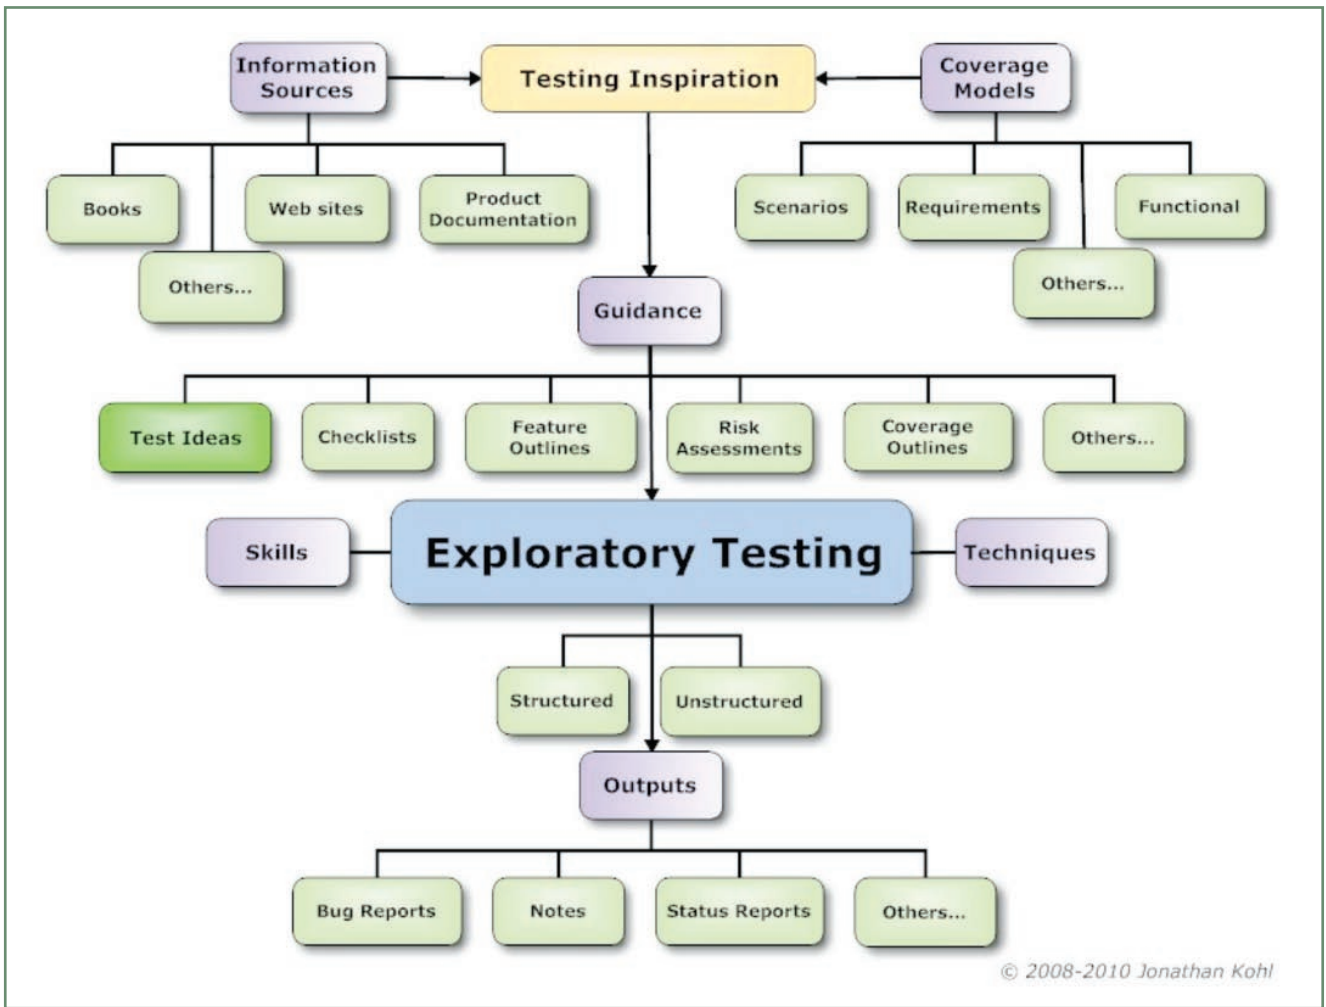 Information
Sources
Testing Inspiration
Coverage
Models
Books
Web sites
Product
Documentation
Others...
Scenarios
Requirements
Functional
Others...
Guidance
Test Ideas
Checklists
Feature
Outlines
Risk
Assessments
Coverage
Outlines
Others...
Skills
Exploratory Testing
Techniques
Structured
Unstructured
Outputs
Bug Reports
Notes
Status Reports
Others...
© 2008-2010 Jonathan Kohl